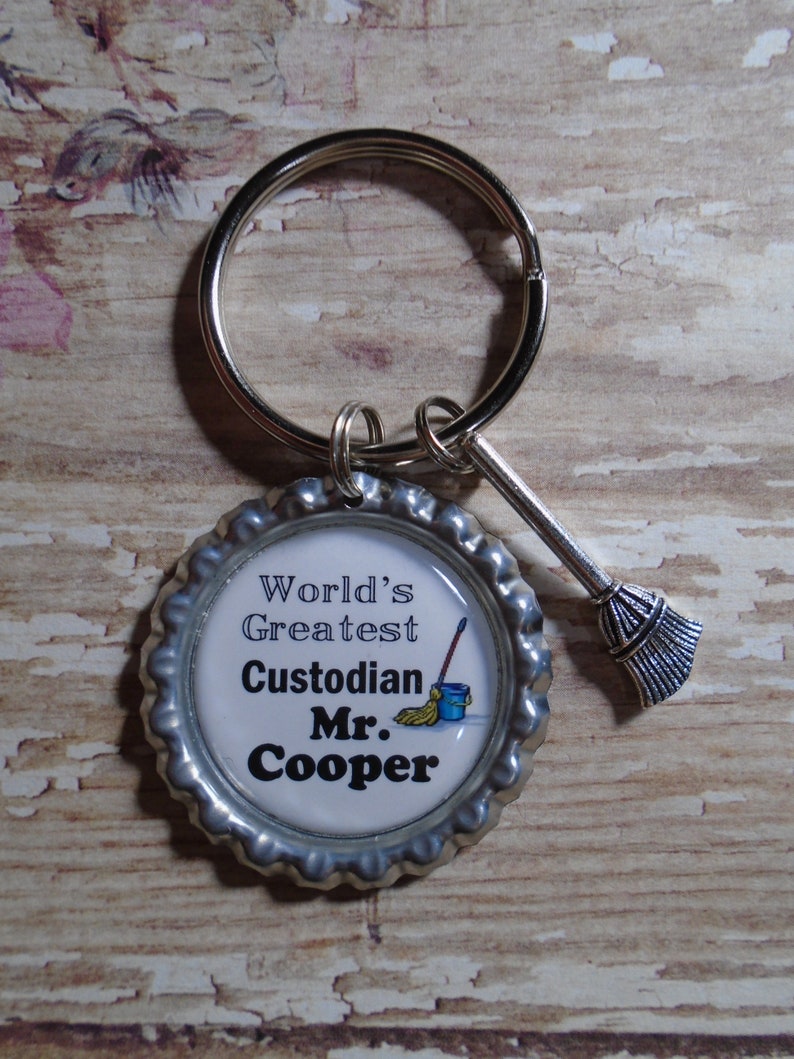 World's
Greatest
Custodian
Mr.
Cooper